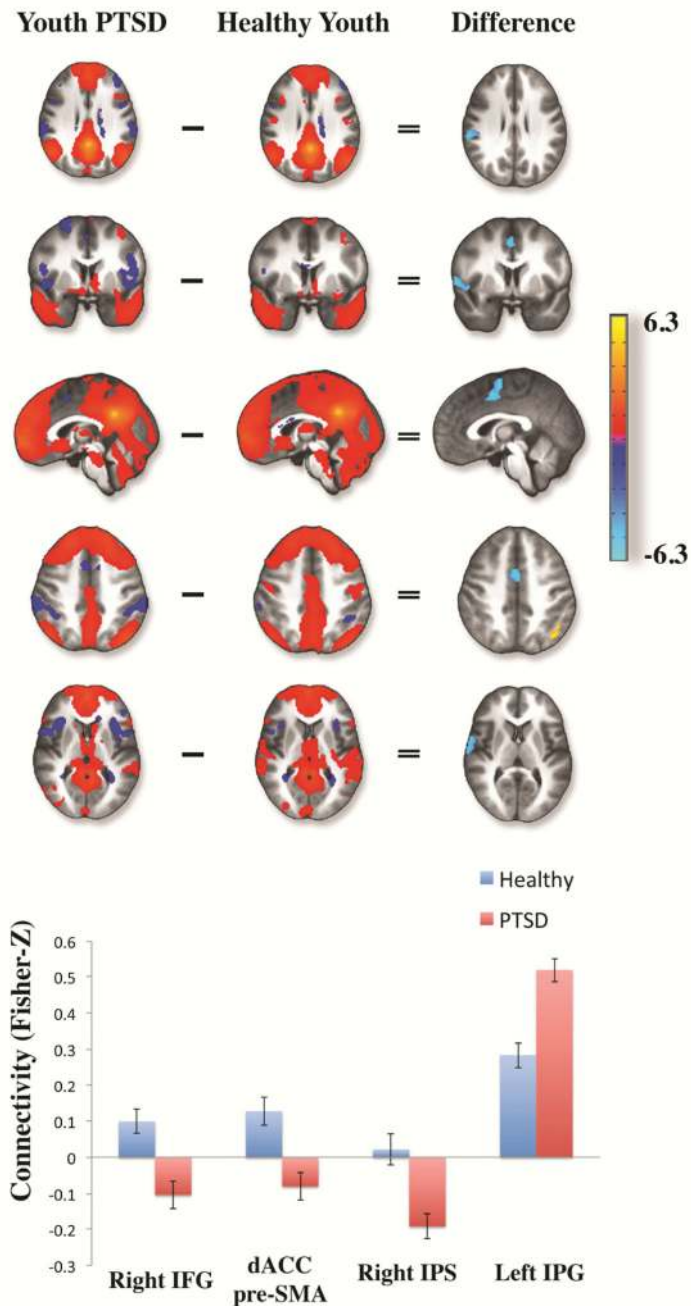 Youth PTSD Healthy Youth Difference
− =
− =
− =
− =
− =
6.3
-6.3
Healthy
PTSD
Connectivity (Fisher-Z)
0.6
0.5
0.4
0.3
0.2
0.1
0
-0.1
-0.2
-0.3
Right IFG
dACC
pre-SMA
Right IPS
Left IPG